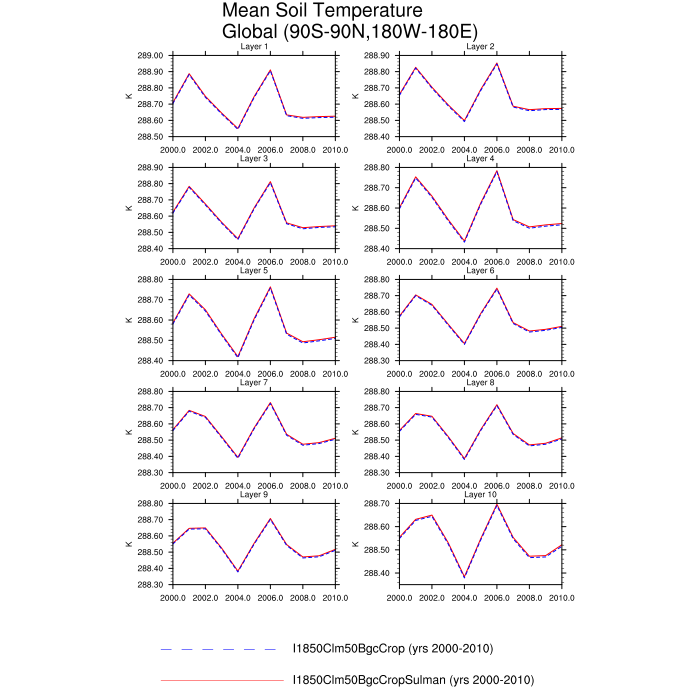 Mean Soil Temperature
Global (90S-90N,180W-180E)
Layer 1
289.00
288.90
288.80
288.70
288.60
288.50
K
2000.0 2002.0 2004.0 2006.0 2008.0 2010.0
Layer 2
288.90
288.80
288.70
288.60
288.50
288.40
K
2000.0 2002.0 2004.0 2006.0 2008.0 2010.0
Layer 3
288.90
288.80
288.70
288.60
288.50
288.40
K
2000.0 2002.0 2004.0 2006.0 2008.0 2010.0
Layer 4
288.80
288.70
288.60
288.50
288.40
K
2000.0 2002.0 2004.0 2006.0 2008.0 2010.0
Layer 5
288.80
288.70
288.60
288.50
288.40
K
2000.0 2002.0 2004.0 2006.0 2008.0 2010.0
Layer 6
288.80
288.70
288.60
288.50
288.40
288.30
K
2000.0 2002.0 2004.0 2006.0 2008.0 2010.0
Layer 7
288.80
288.70
288.60
288.50
288.40
288.30
K
2000.0 2002.0 2004.0 2006.0 2008.0 2010.0
Layer 8
288.80
288.70
288.60
288.50
288.40
288.30
K
2000.0 2002.0 2004.0 2006.0 2008.0 2010.0
Layer 9
288.80
288.70
288.60
288.50
288.40
288.30
K
2000.0 2002.0 2004.0 2006.0 2008.0 2010.0
Layer 10
288.70
288.60
288.50
288.40
K
2000.0 2002.0 2004.0 2006.0 2008.0 2010.0
I1850Clm50BgcCrop (yrs 2000-2010)
I1850Clm50BgcCropSulman (yrs 2000-2010)